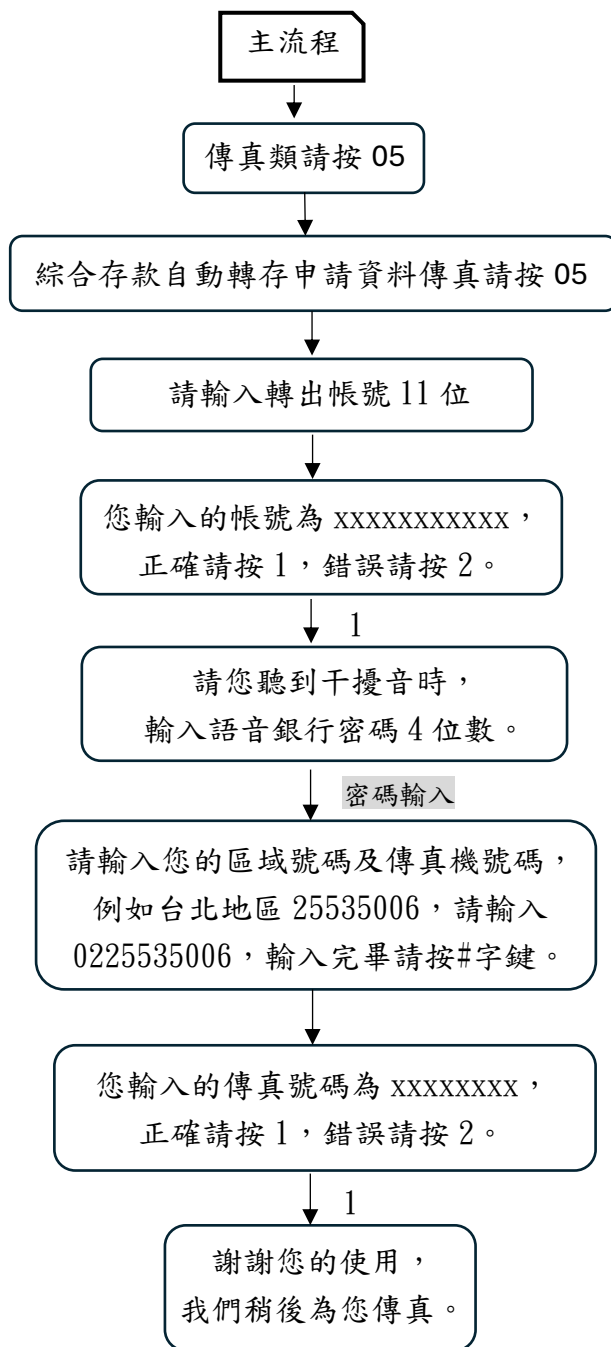 主流程
傳真類請按 05
綜合存款自動轉存申請資料傳真請按 05
請輸入轉出帳號 11 位
您輸入的帳號為 xxxxxxxxxxx，
正確請按 1，錯誤請按 2。
1
請您聽到干擾音時，
輸入語音銀行密碼 4 位數。
密碼輸入
請輸入您的區域號碼及傳真機號碼，
例如台北地區 25535006，請輸入
0225535006，輸入完畢請按#字鍵。
您輸入的傳真號碼為 xxxxxxxx，
正確請按 1，錯誤請按 2。
1
謝謝您的使用，
我們稍後為您傳真。